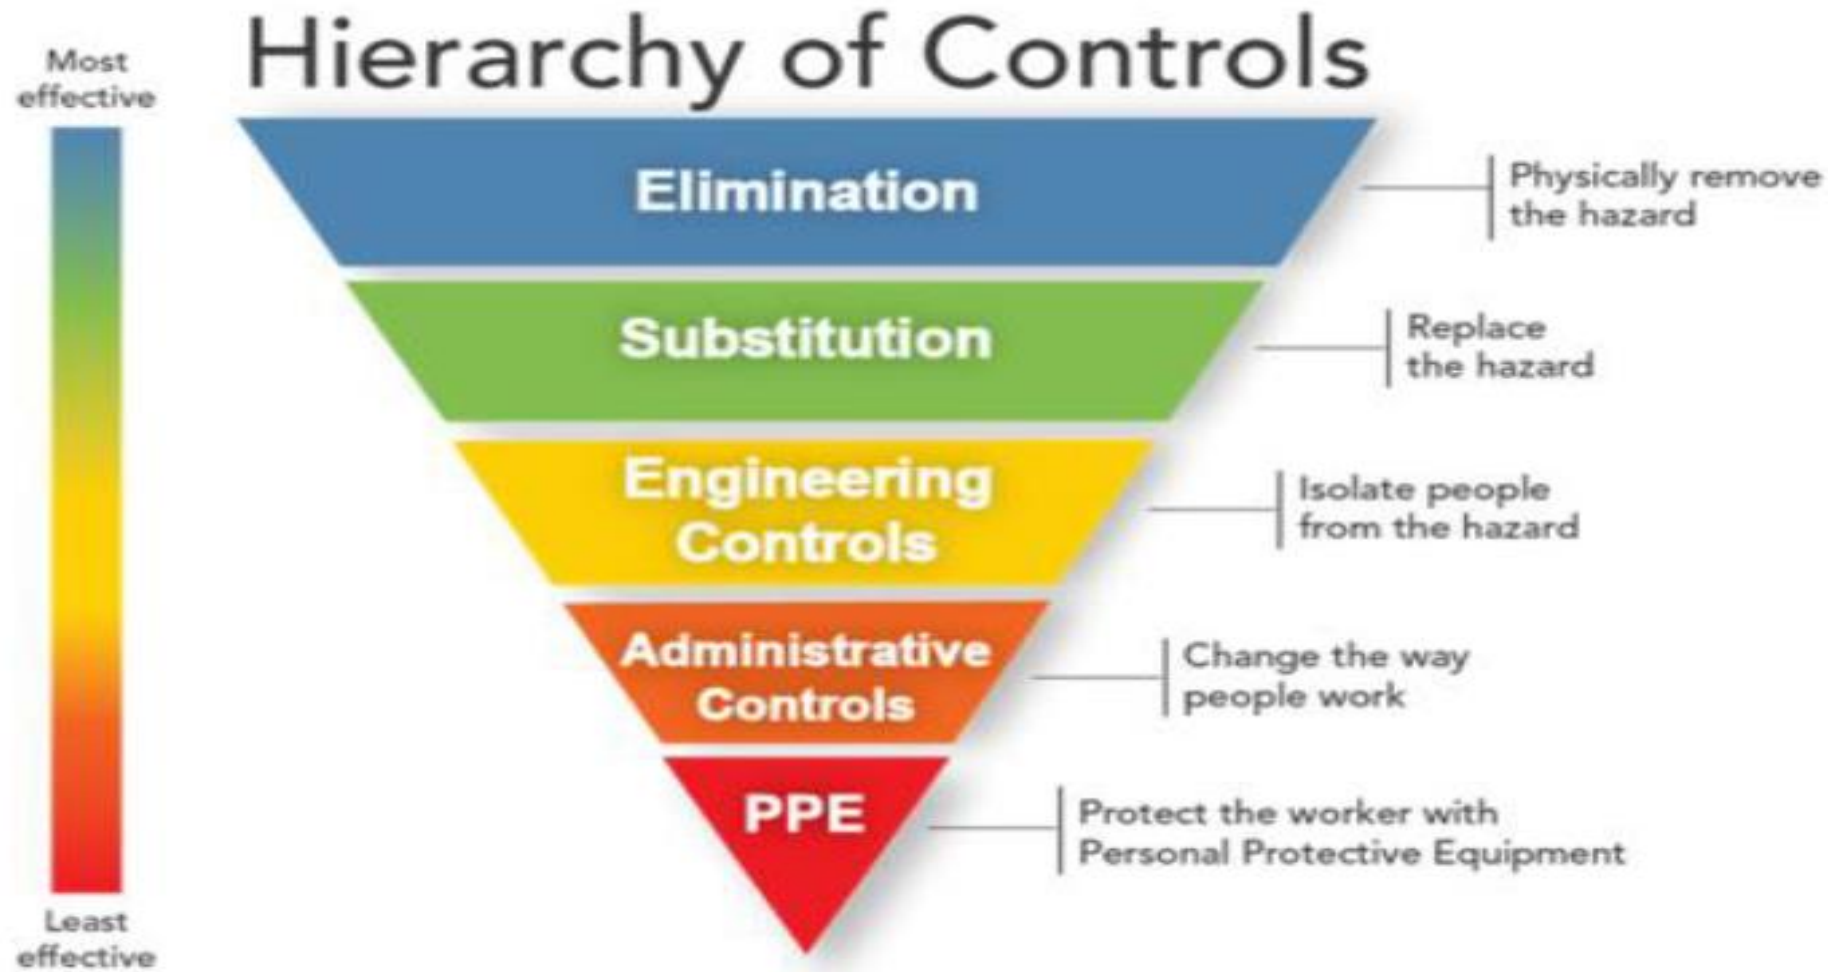 Hierarchy of Controls
Most
effective
Elimination
Physically remove
the hazard
Substitution
Replace
the hazard
Engineering
Controls
Isolate people
from the hazard
Administrative
Controls
Change the way
people work
PPE
Protect the worker with
Personal Protective Equipment
Least
effective